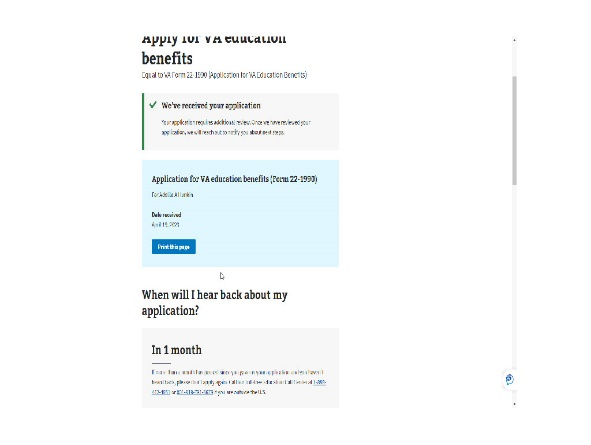 Apply for VA education
benefits
Equal to VA Form 22-1990 (Application for VA Education Benefits)
We've received your application
Your application requires additional review. Once we have reviewed your
application, we will reach out to notify you about next steps.
Application for VA education benefits (Form 22-1990)
For
Date received
April
Print this page
When will I hear back about my
application?
In 1 month
If more than a month has passed since you gave us your application and you haven't
heard back, please don't apply again. Call our toll-free Education Call Center at
or if you are outside the U.S.